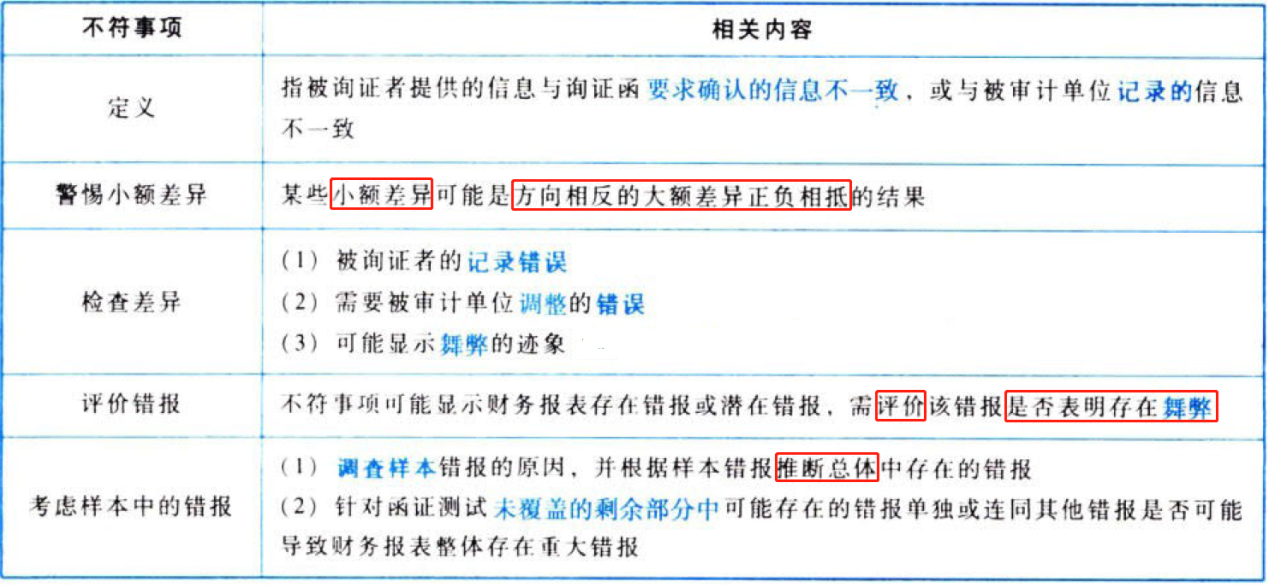 不符事项
相关内容
定义
指被询证者提供的信息与询证函要求确认的信息不一致，或与被审计单位记录的信息
不一致
警惕小额差异
某些小额差异可能是方向相反的大额差异正负相抵的结果
检查差异
(1) 被询证者的记录错误
(2) 需要被审计单位调整的错误
(3) 可能显示舞弊的迹象
评价错报
不符事项可能显示财务报表存在错报或潜在错报，需评价该错报是否表明存在舞弊
考虑样本中的错报
(1) 调查样本错报的原因，并根据样本错报推断总体中存在的错报
(2) 针对函证测试未覆盖的剩余部分中可能存在的错报单独或连同其他错报是否可能
导致财务报表整体存在重大错报